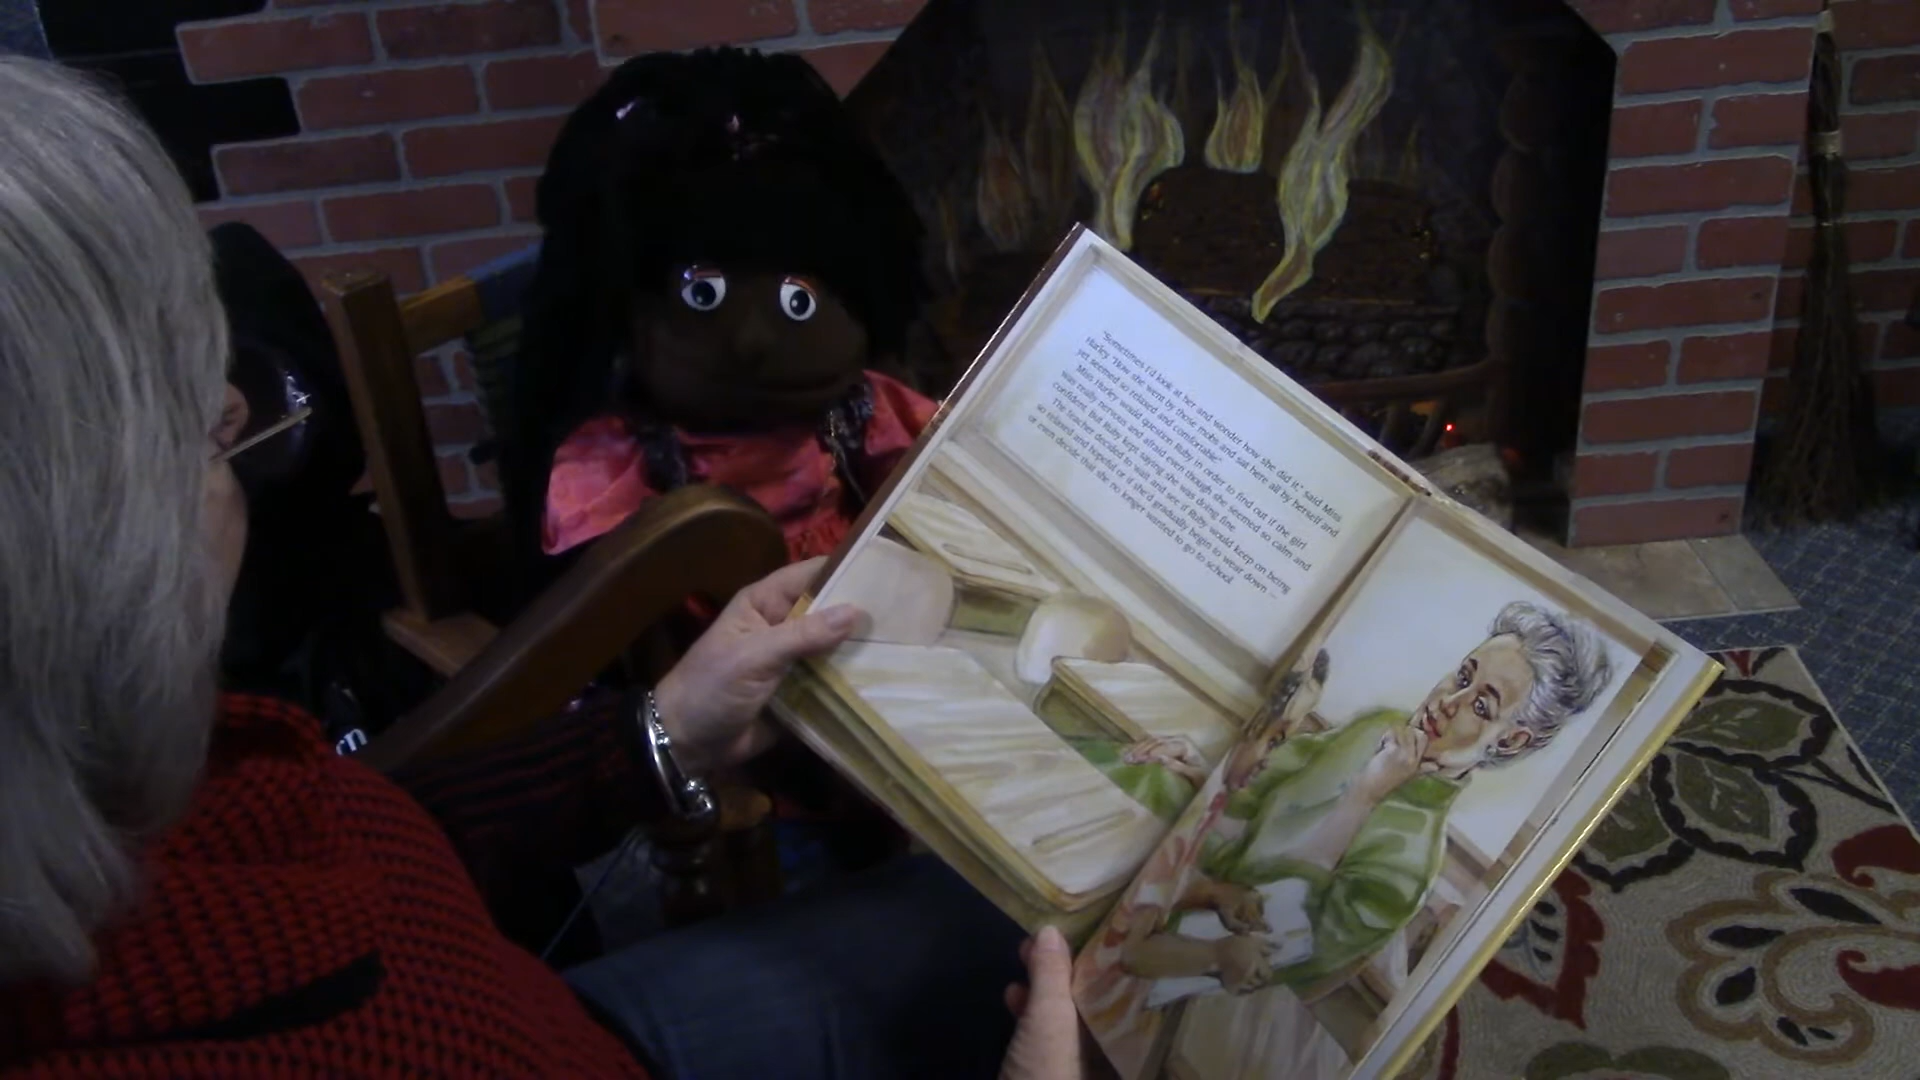 "Sometimes I'd look at her and wonder how she did it," said Miss
Hurley. "How she went by those mobs and sat here all by herself and
yet seemed so relaxed and comfortable."
Miss Hurley would question Ruby in order to find out if the girl
was really nervous and afraid even though she seemed so calm and
confident. But Ruby kept saying she was doing fine.
The teacher decided to wait and see if Ruby would keep on being
so relaxed and hopeful or if she'd gradually begin to wear down —
or even decide that she no longer wanted to go to school.